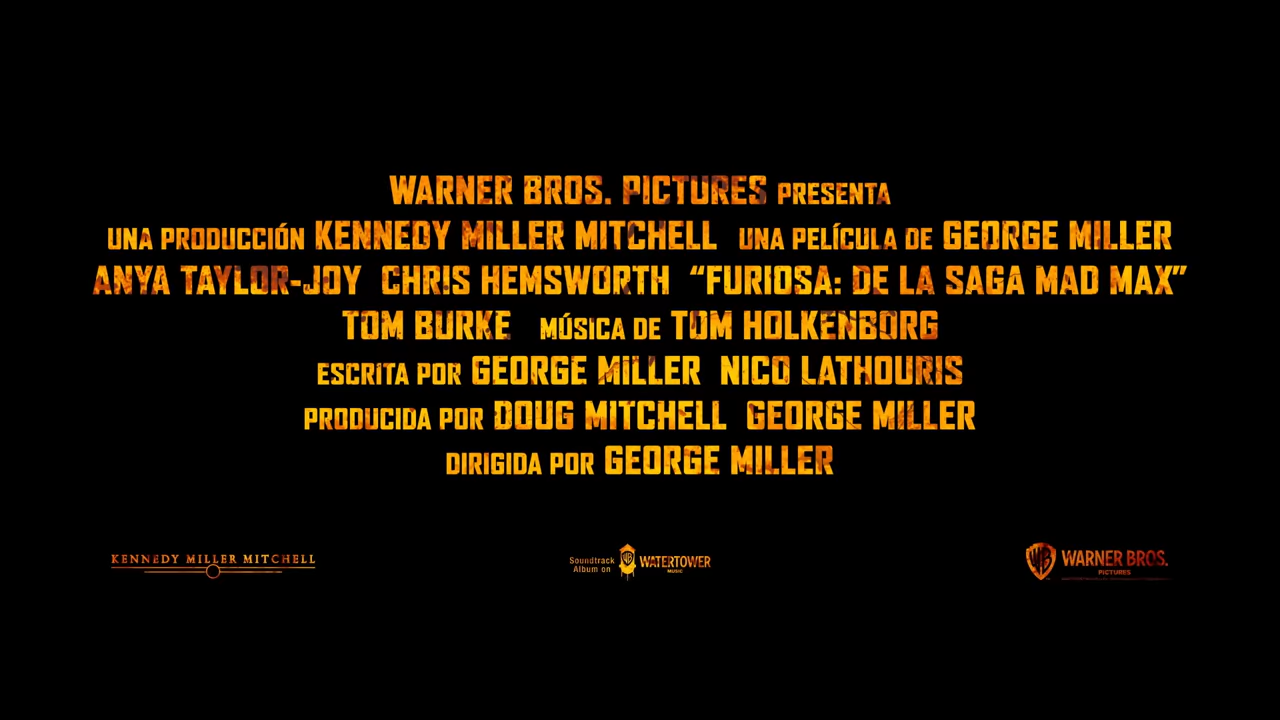 WARNER BROS. PICTURES PRESENTA
UNA PRODUCCIÓN KENNEDY MILLER MITCHELL UNA PELÍCULA DE GEORGE MILLER
ANYA TAYLOR-JOY CHRIS HEMSWORTH “FURIOSA: DE LA SAGA MAD MAX”
TOM BURKE MÚSICA DE TOM HOLKENBORG
ESCRITA POR GEORGE MILLER NICO LATHOURIS
PRODUCIDA POR DOUG MITCHELL GEORGE MILLER
DIRIGIDA POR GEORGE MILLER
KENNEDY MILLER MITCHELL
Soundtrack
Album on
WB
WATERTOWER
MUSIC
WB
WARNER BROS.
PICTURES